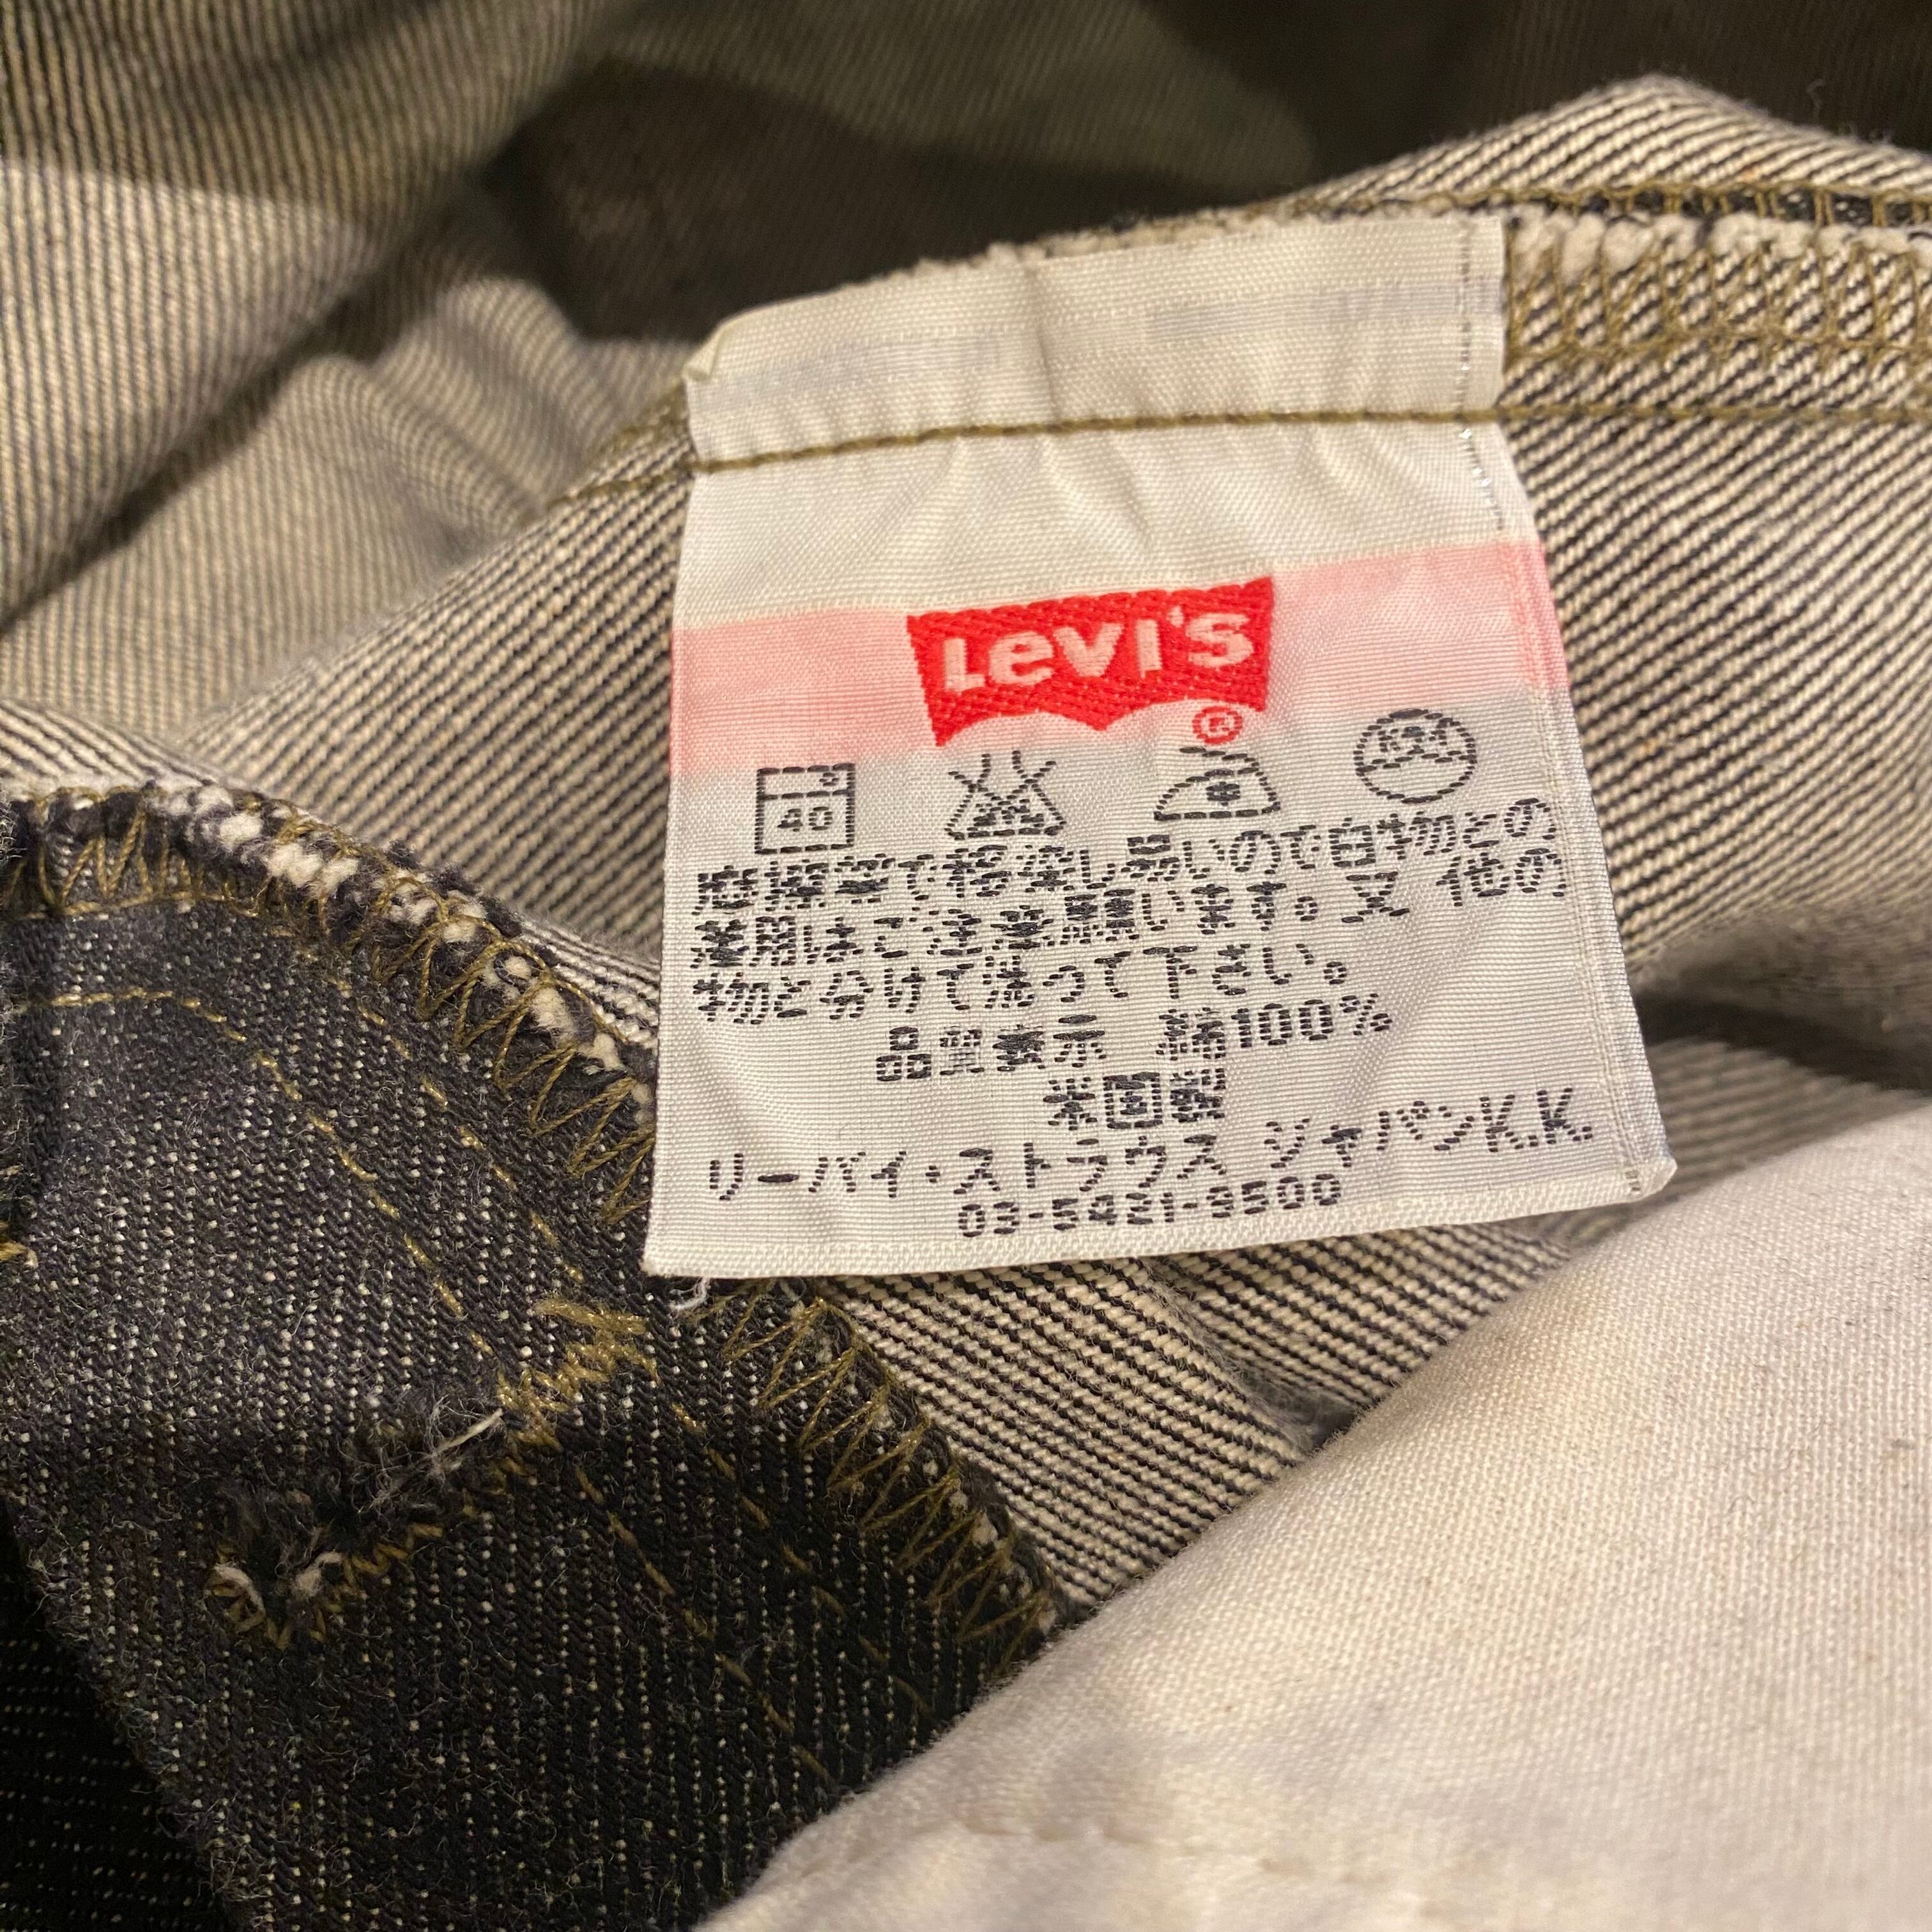 Levi's
®
40
感摩擦で移染し易いので白物との
着用はご注意願います。又 他の
物と分けて洗って下さい。
品質表示 綿100%
米国製
リーバイ・ストラウス ジャパンK.K.
03-5421-9500